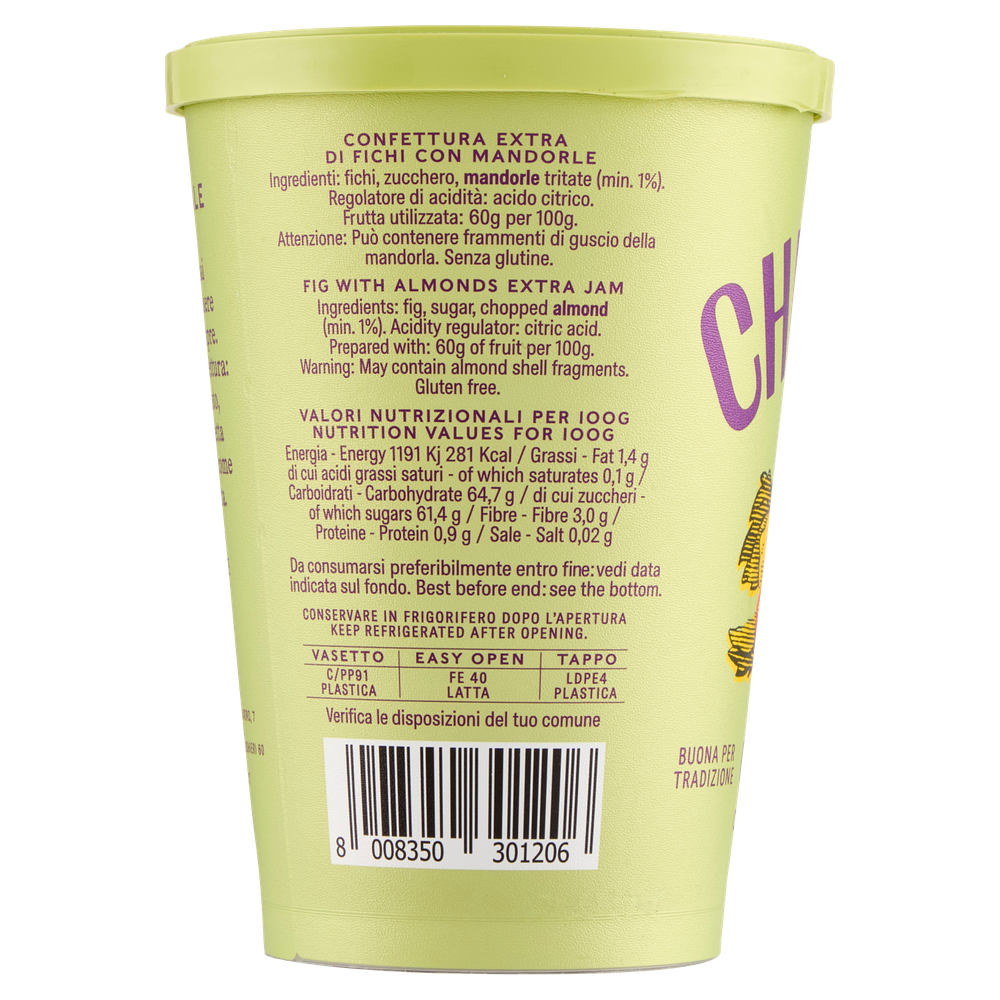 CONFETTURA EXTRA
DI FICHI CON MANDORLE
Ingredienti: fichi, zucchero, mandorle tritate (min. 1%).
Regolatore di acidità: acido citrico.
Frutta utilizzata: 60g per 100g.
Attenzione: Può contenere frammenti di guscio della
mandorla. Senza glutine.
FIG WITH ALMONDS EXTRA JAM
Ingredients: fig, sugar, chopped almond
(min. 1%). Acidity regulator: citric acid.
Prepared with: 60g of fruit per 100g.
Warning: May contain almond shell fragments.
Gluten free.
VALORI NUTRIZIONALI PER 100G
NUTRITION VALUES FOR 100G
Energia - Energy 1191 Kj 281 Kcal / Grassi - Fat 1,4 g
di cui acidi grassi saturi - of which saturates 0,1 g /
Carboidrati - Carbohydrate 64,7 g / di cui zuccheri -
of which sugars 61,4 g / Fibre - Fibre 3,0 g /
Proteine - Protein 0,9 g / Sale - Salt 0,02 g
Da consumarsi preferibilmente entro fine: vedi data
indicata sul fondo. Best before end: see the bottom.
CONSERVARE IN FRIGORIFERO DOPO L'APERTURA
KEEP REFRIGERATED AFTER OPENING.
VASETTO EASY OPEN TAPPO
C/PP91 FE 40 LDPE4
PLASTICA LATTA PLASTICA
Verifica le disposizioni del tuo comune
8 008350 301206
CH
BUONA PER
TRADIZIONE